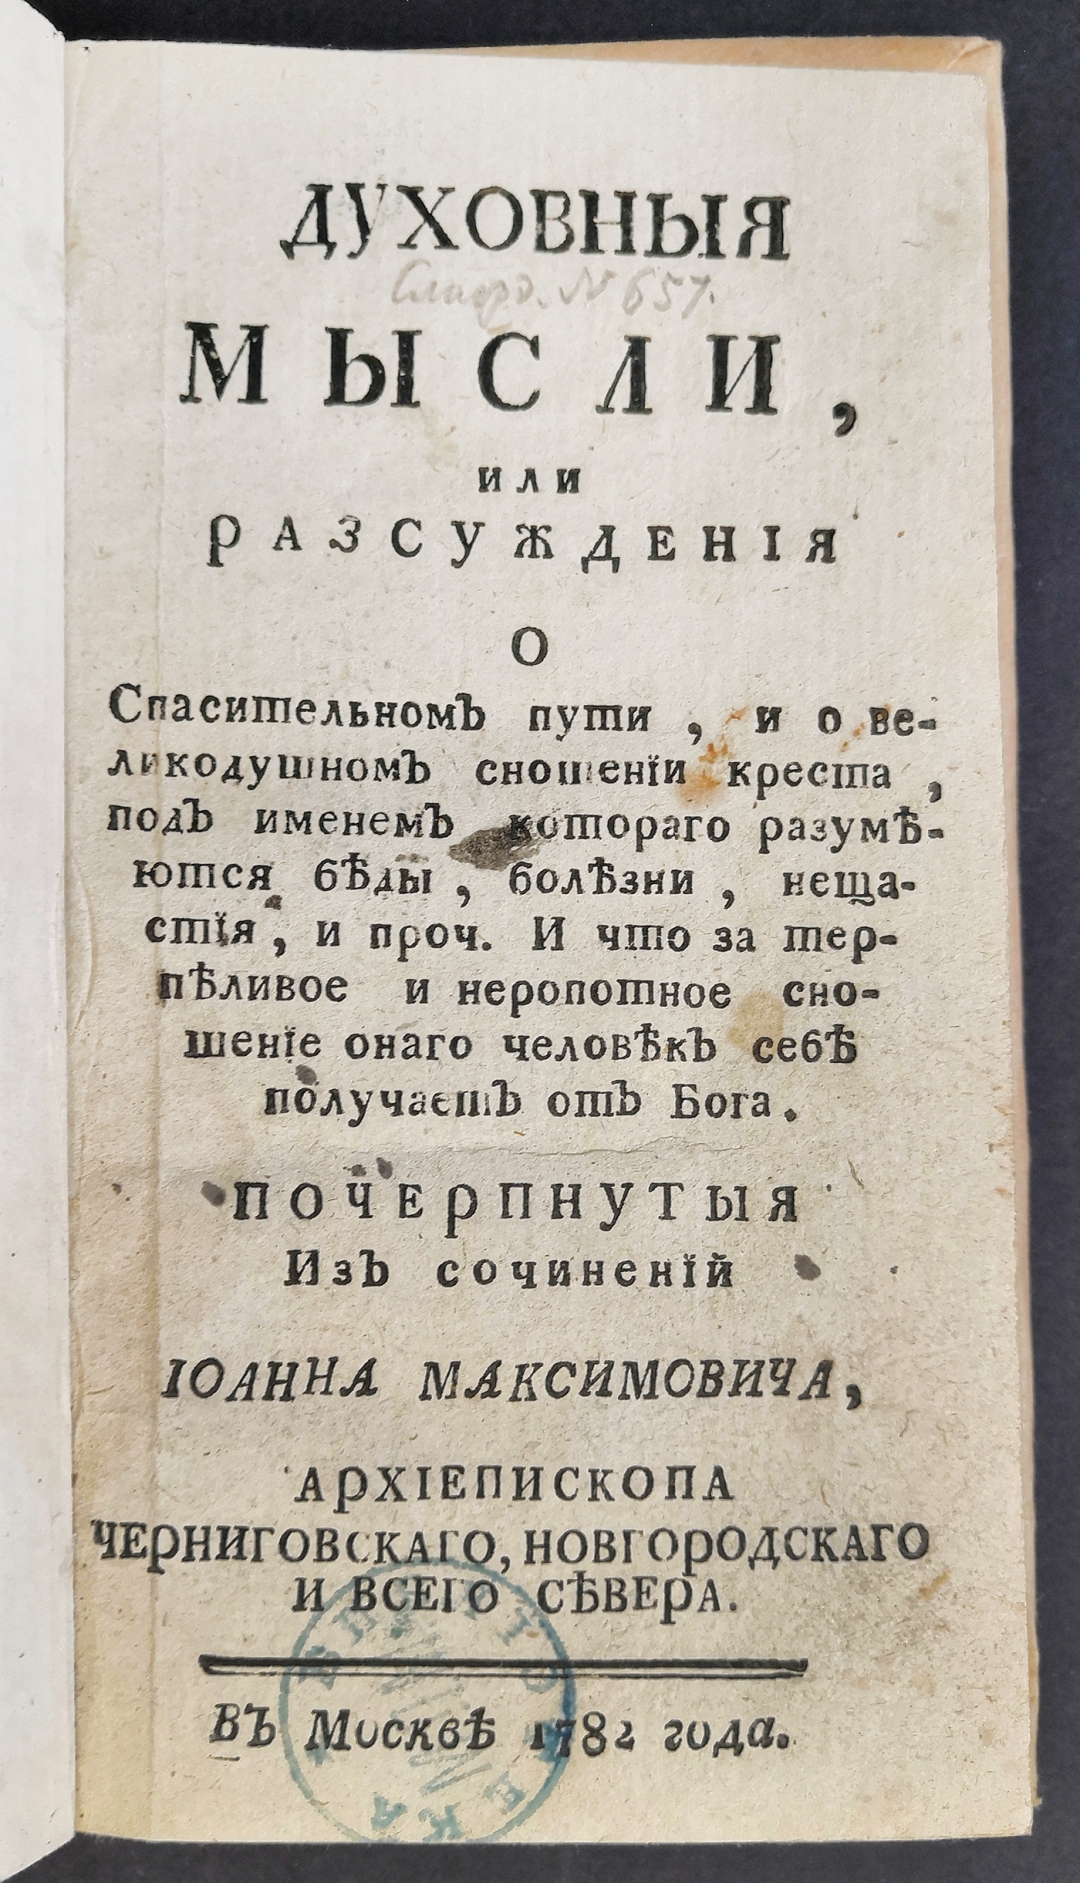 ДУХОВНЫЯ
N 657.
МЫСЛИ,
или
РАЗСУЖДЕНІЯ
О
Спасительномъ пути, и о ве-
ликодушномъ сношеніи креста,
подъ именемъ котораго разумѣ-
ются бѣды, болѣзни, неща-
стія, и проч. И что за тер-
пѣливое и неропотное сно-
шеніе онаго человѣкъ себѣ
получаетъ отъ Бога.
ПОЧЕРПНУТЫЯ
Изъ сочиненій
ІОАННА МАКСИМОВИЧА,
АРХІЕПИСКОПА
ЧЕРНИГОВСКАГО, НОВГОРОДСКАГО
И ВСЕГО СѢВЕРА.
Въ Москвѣ 1782 года.